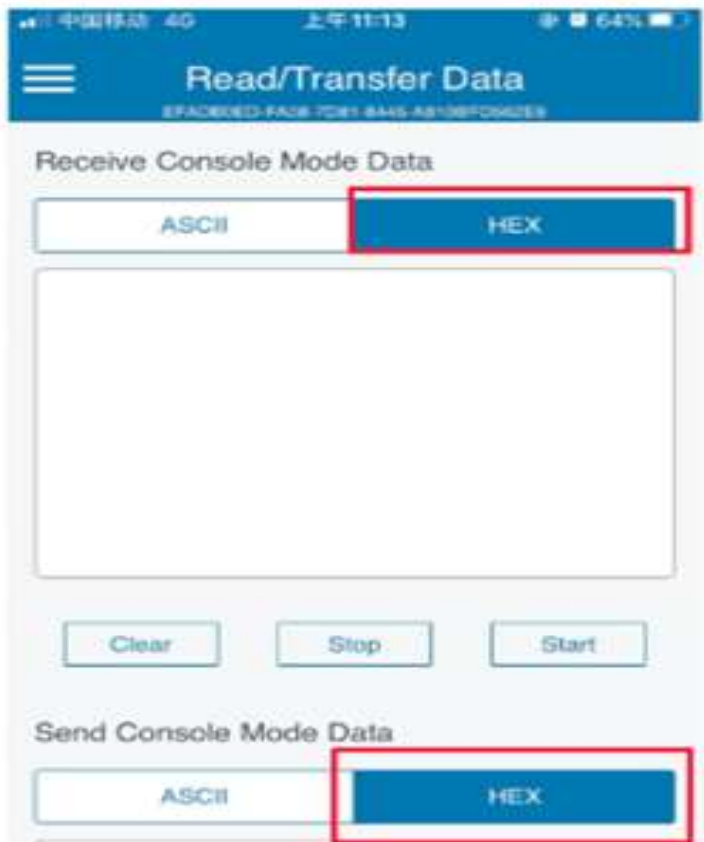 中国移动 4G 上午11:13 64%
Read/Transfer Data
Receive Console Mode Data
ASCII HEX
Clear Stop Start
Send Console Mode Data
ASCII HEX